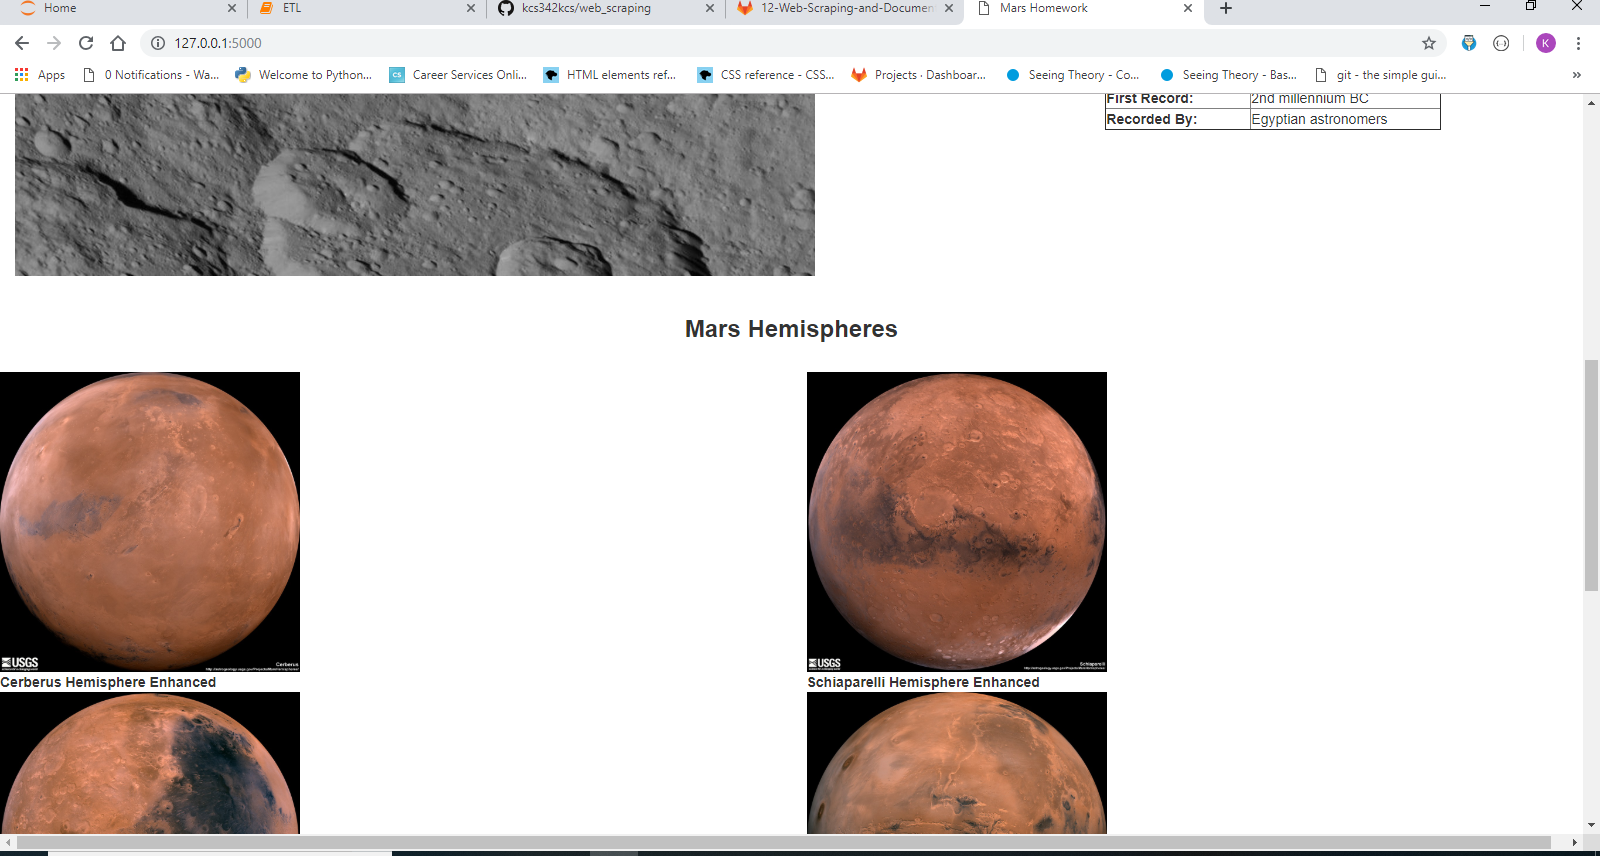 Home
ETL
kcs342kcs/web_scraping
12-Web-Scraping-and-Documen
Mars Homework
127.0.0.1:5000
K
Apps
0 Notifications - Wa...
Welcome to Python...
cs
Career Services Onli...
HTML elements ref...
CSS reference - CSS...
Projects · Dashboar...
Seeing Theory - Co...
Seeing Theory - Bas...
git - the simple gui...
»
First Record: 2nd millennium BC
Recorded By: Egyptian astronomers
Mars Hemispheres
USGS
Cerberus
USGS
Schiaparelli
Cerberus Hemisphere Enhanced
Schiaparelli Hemisphere Enhanced